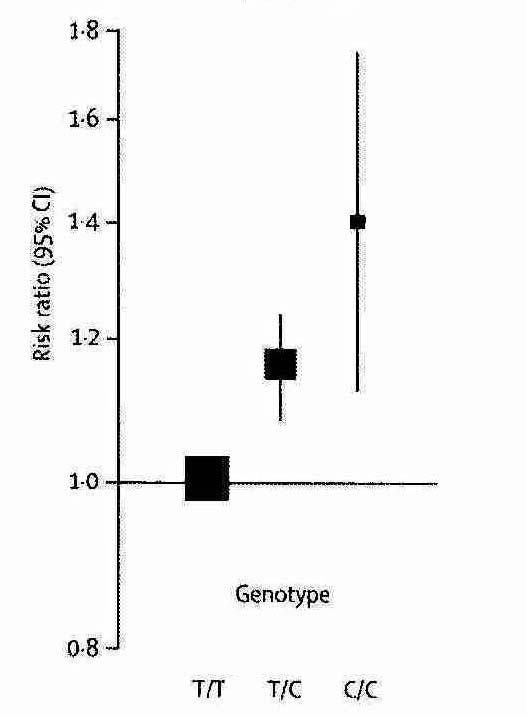 1·8
1·6
1·4
1·2
1·0
0·8
Risk ratio (95% CI)
Genotype
T/T T/C C/C